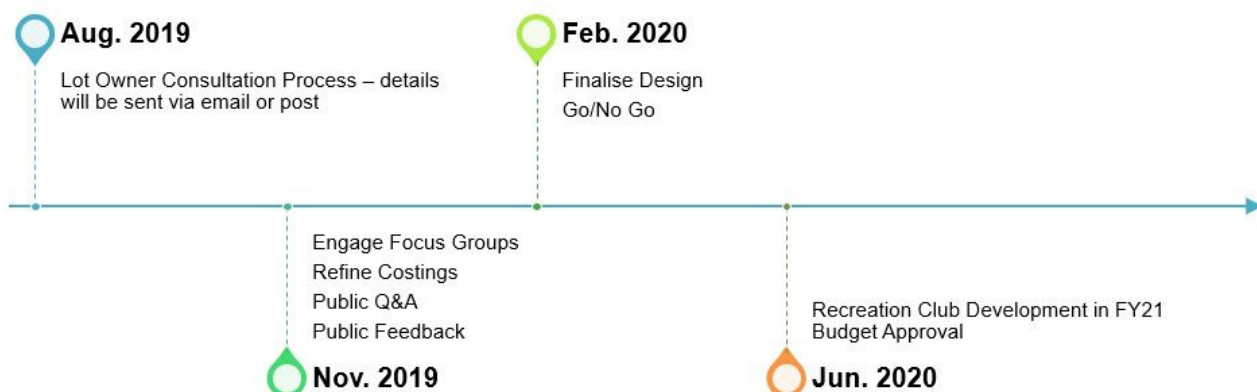 Aug. 2019
Lot Owner Consultation Process – details
will be sent via email or post
Feb. 2020
Finalise Design
Go/No Go
Engage Focus Groups
Refine Costings
Public Q&A
Public Feedback
Nov. 2019
Recreation Club Development in FY21
Budget Approval
Jun. 2020